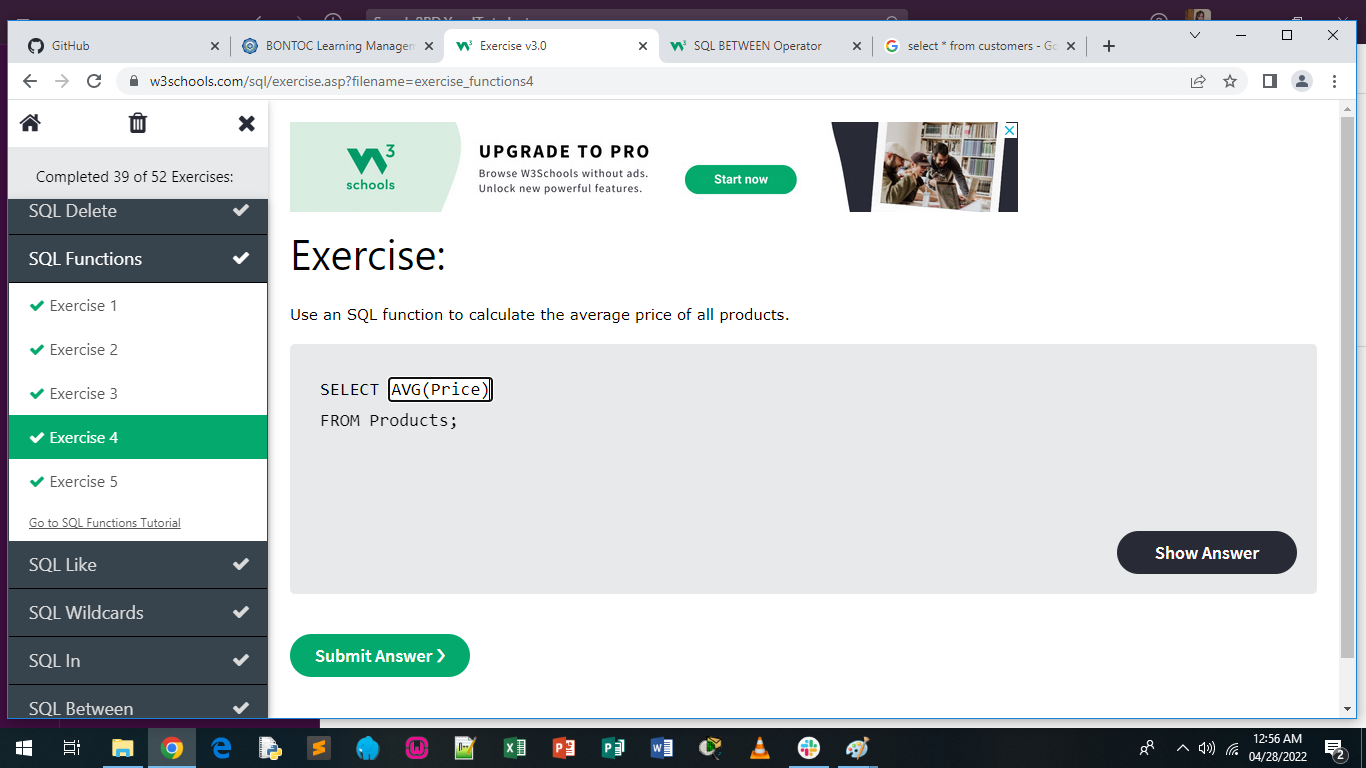 GitHub
BONTOC Learning Managem
Exercise v3.0
SQL BETWEEN Operator
select * from customers - Go
w3schools.com/sql/exercise.asp?filename=exercise_functions4
Completed 39 of 52 Exercises:
SQL Delete
SQL Functions
Exercise 1
Exercise 2
Exercise 3
Exercise 4
Exercise 5
Go to SQL Functions Tutorial
SQL Like
SQL Wildcards
SQL In
SQL Between
3
schools
UPGRADE TO PRO
Browse W3Schools without ads.
Unlock new powerful features.
Start now
Exercise:
Use an SQL function to calculate the average price of all products.
SELECT AVG(Price)
FROM Products;
Show Answer
Submit Answer ❯
12:56 AM
04/28/2022
2